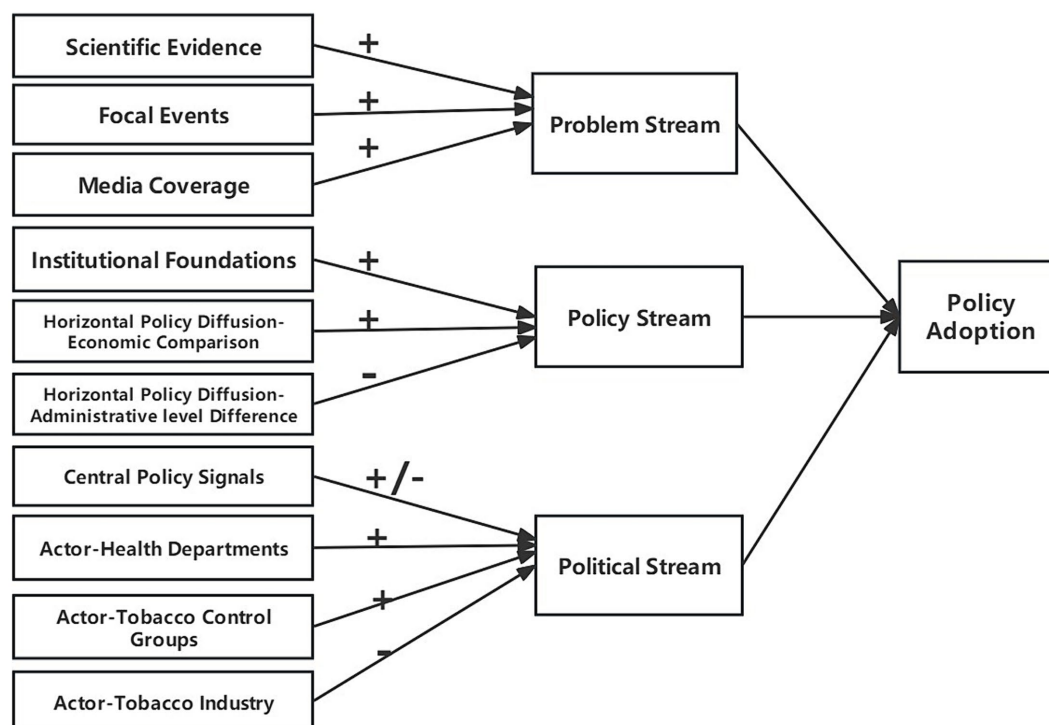 Scientific Evidence
+
Focal Events
+
Media Coverage
+
Problem Stream
Institutional Foundations
+
Horizontal Policy Diffusion-
Economic Comparison
+
Horizontal Policy Diffusion-
Administrative level Difference
-
Policy Stream
Policy
Adoption
Central Policy Signals
+/-
Actor-Health Departments
+
Actor-Tobacco Control
Groups
+
Actor-Tobacco Industry
-
Political Stream